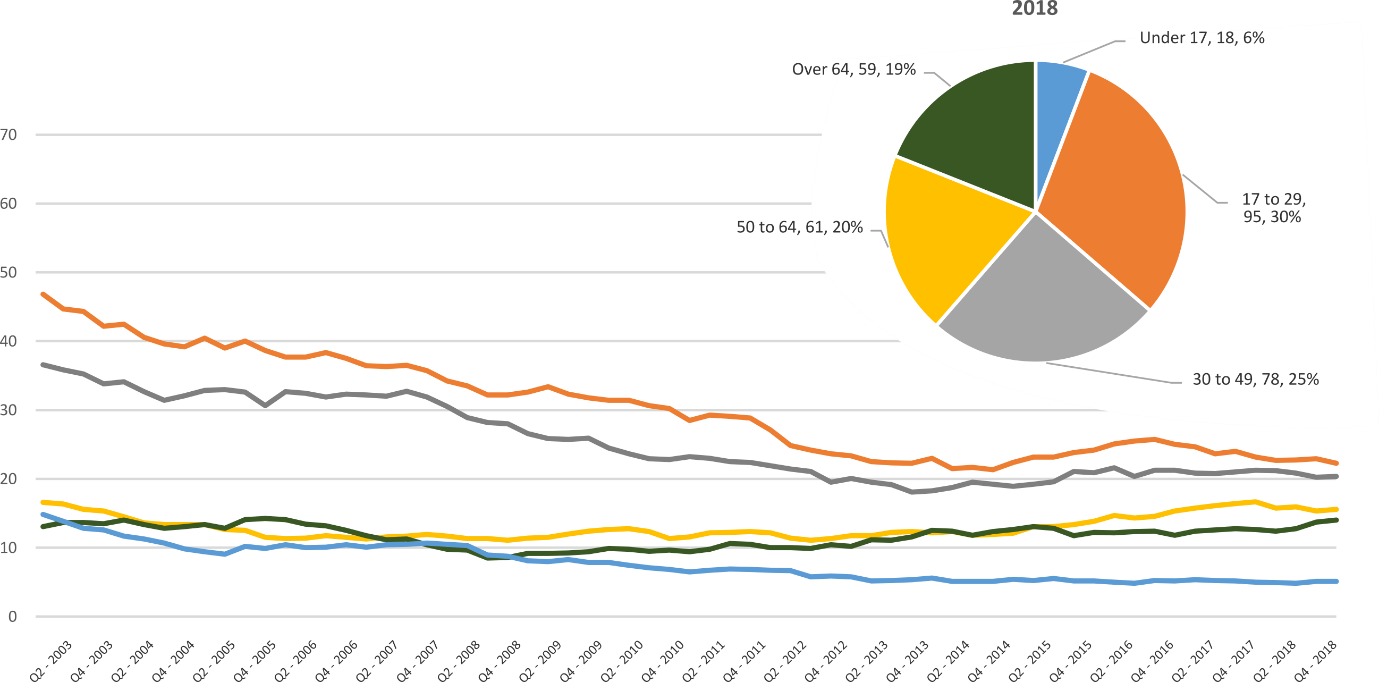 2018
Under 17, 18, 6%
Over 64, 59, 19%
17 to 29,
95, 30%
50 to 64, 61, 20%
30 to 49, 78, 25%
70
60
50
40
30
20
10
0
Q2 - 2003
Q4 - 2003
Q2 - 2004
Q4 - 2004
Q2 - 2005
Q4 - 2005
Q2 - 2006
Q4 - 2006
Q2 - 2007
Q4 - 2007
Q2 - 2008
Q4 - 2008
Q2 - 2009
Q4 - 2009
Q2 - 2010
Q4 - 2010
Q2 - 2011
Q4 - 2011
Q2 - 2012
Q4 - 2012
Q2 - 2013
Q4 - 2013
Q2 - 2014
Q4 - 2014
Q2 - 2015
Q4 - 2015
Q2 - 2016
Q4 - 2016
Q2 - 2017
Q4 - 2017
Q2 - 2018
Q4 - 2018